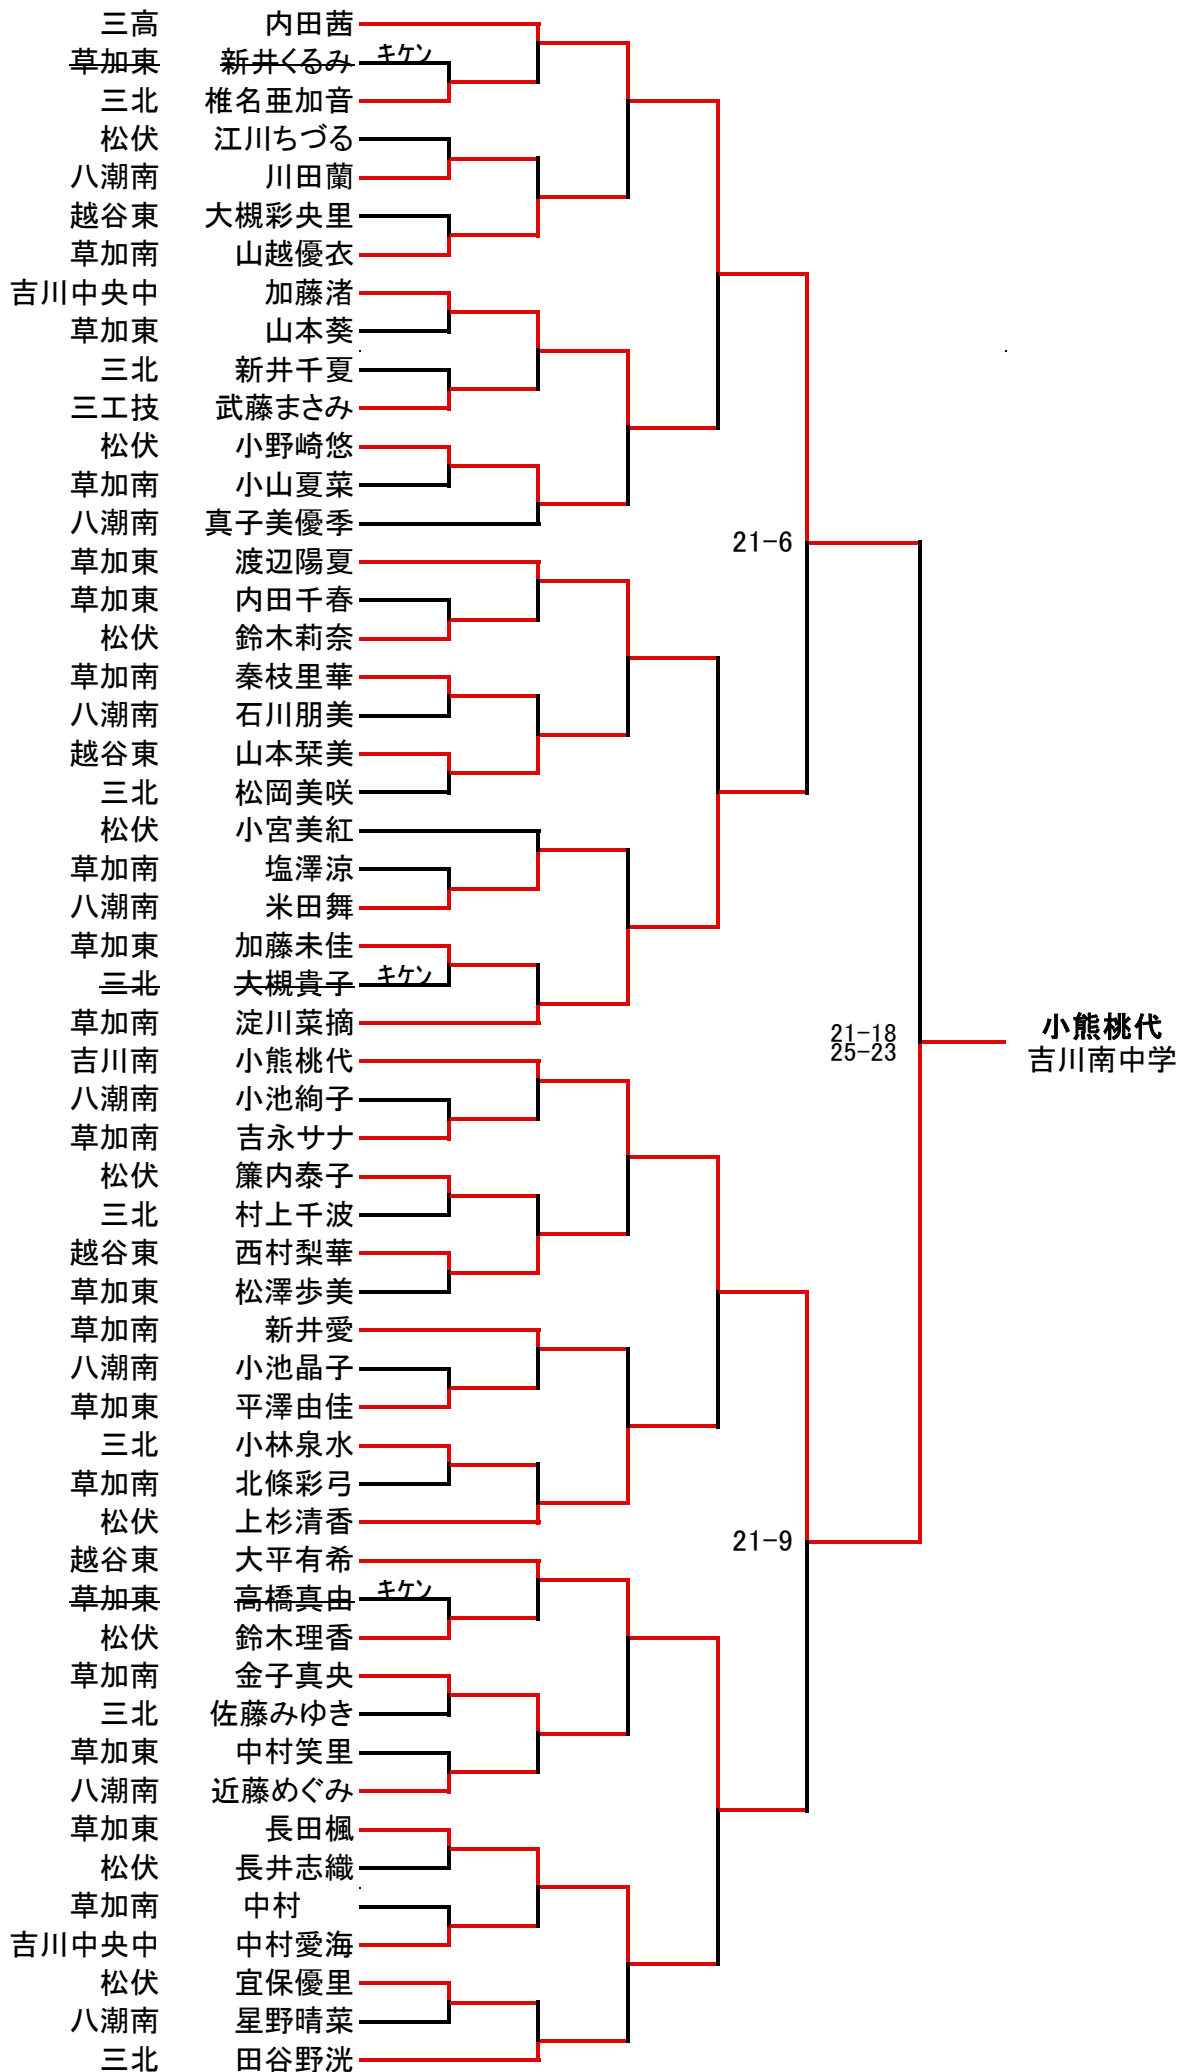 三高 内田茜
草加東 新井くるみ キケン
三北 椎名亜加音
松伏 江川ちづる
八潮南 川田蘭
越谷東 大槻彩央里
草加南 山越優衣
吉川中央中 加藤渚
草加東 山本葵
三北 新井千夏
三工技 武藤まさみ
松伏 小野崎悠
草加南 小山夏菜
八潮南 真子美優季
21-6
草加東 渡辺陽夏
草加東 内田千春
松伏 鈴木莉奈
草加南 秦枝里華
八潮南 石川朋美
越谷東 山本栞美
三北 松岡美咲
松伏 小宮美紅
草加南 塩澤涼
八潮南 米田舞
草加東 加藤未佳
三北 大槻貴子 キケン
草加南 淀川菜摘
21-18
25-23
小熊桃代
吉川南中学
吉川南 小熊桃代
八潮南 小池絢子
草加南 吉永サナ
松伏 簾内泰子
三北 村上千波
越谷東 西村梨華
草加東 松澤歩美
草加南 新井愛
八潮南 小池晶子
草加東 平澤由佳
三北 小林泉水
草加南 北條彩弓
松伏 上杉清香
21-9
越谷東 大平有希
草加東 高橋真由 キケン
松伏 鈴木理香
草加南 金子真央
三北 佐藤みゆき
草加東 中村笑里
八潮南 近藤めぐみ
草加東 長田楓
松伏 長井志織
草加南 中村
吉川中央中 中村愛海
松伏 宜保優里
八潮南 星野晴菜
三北 田谷野洸